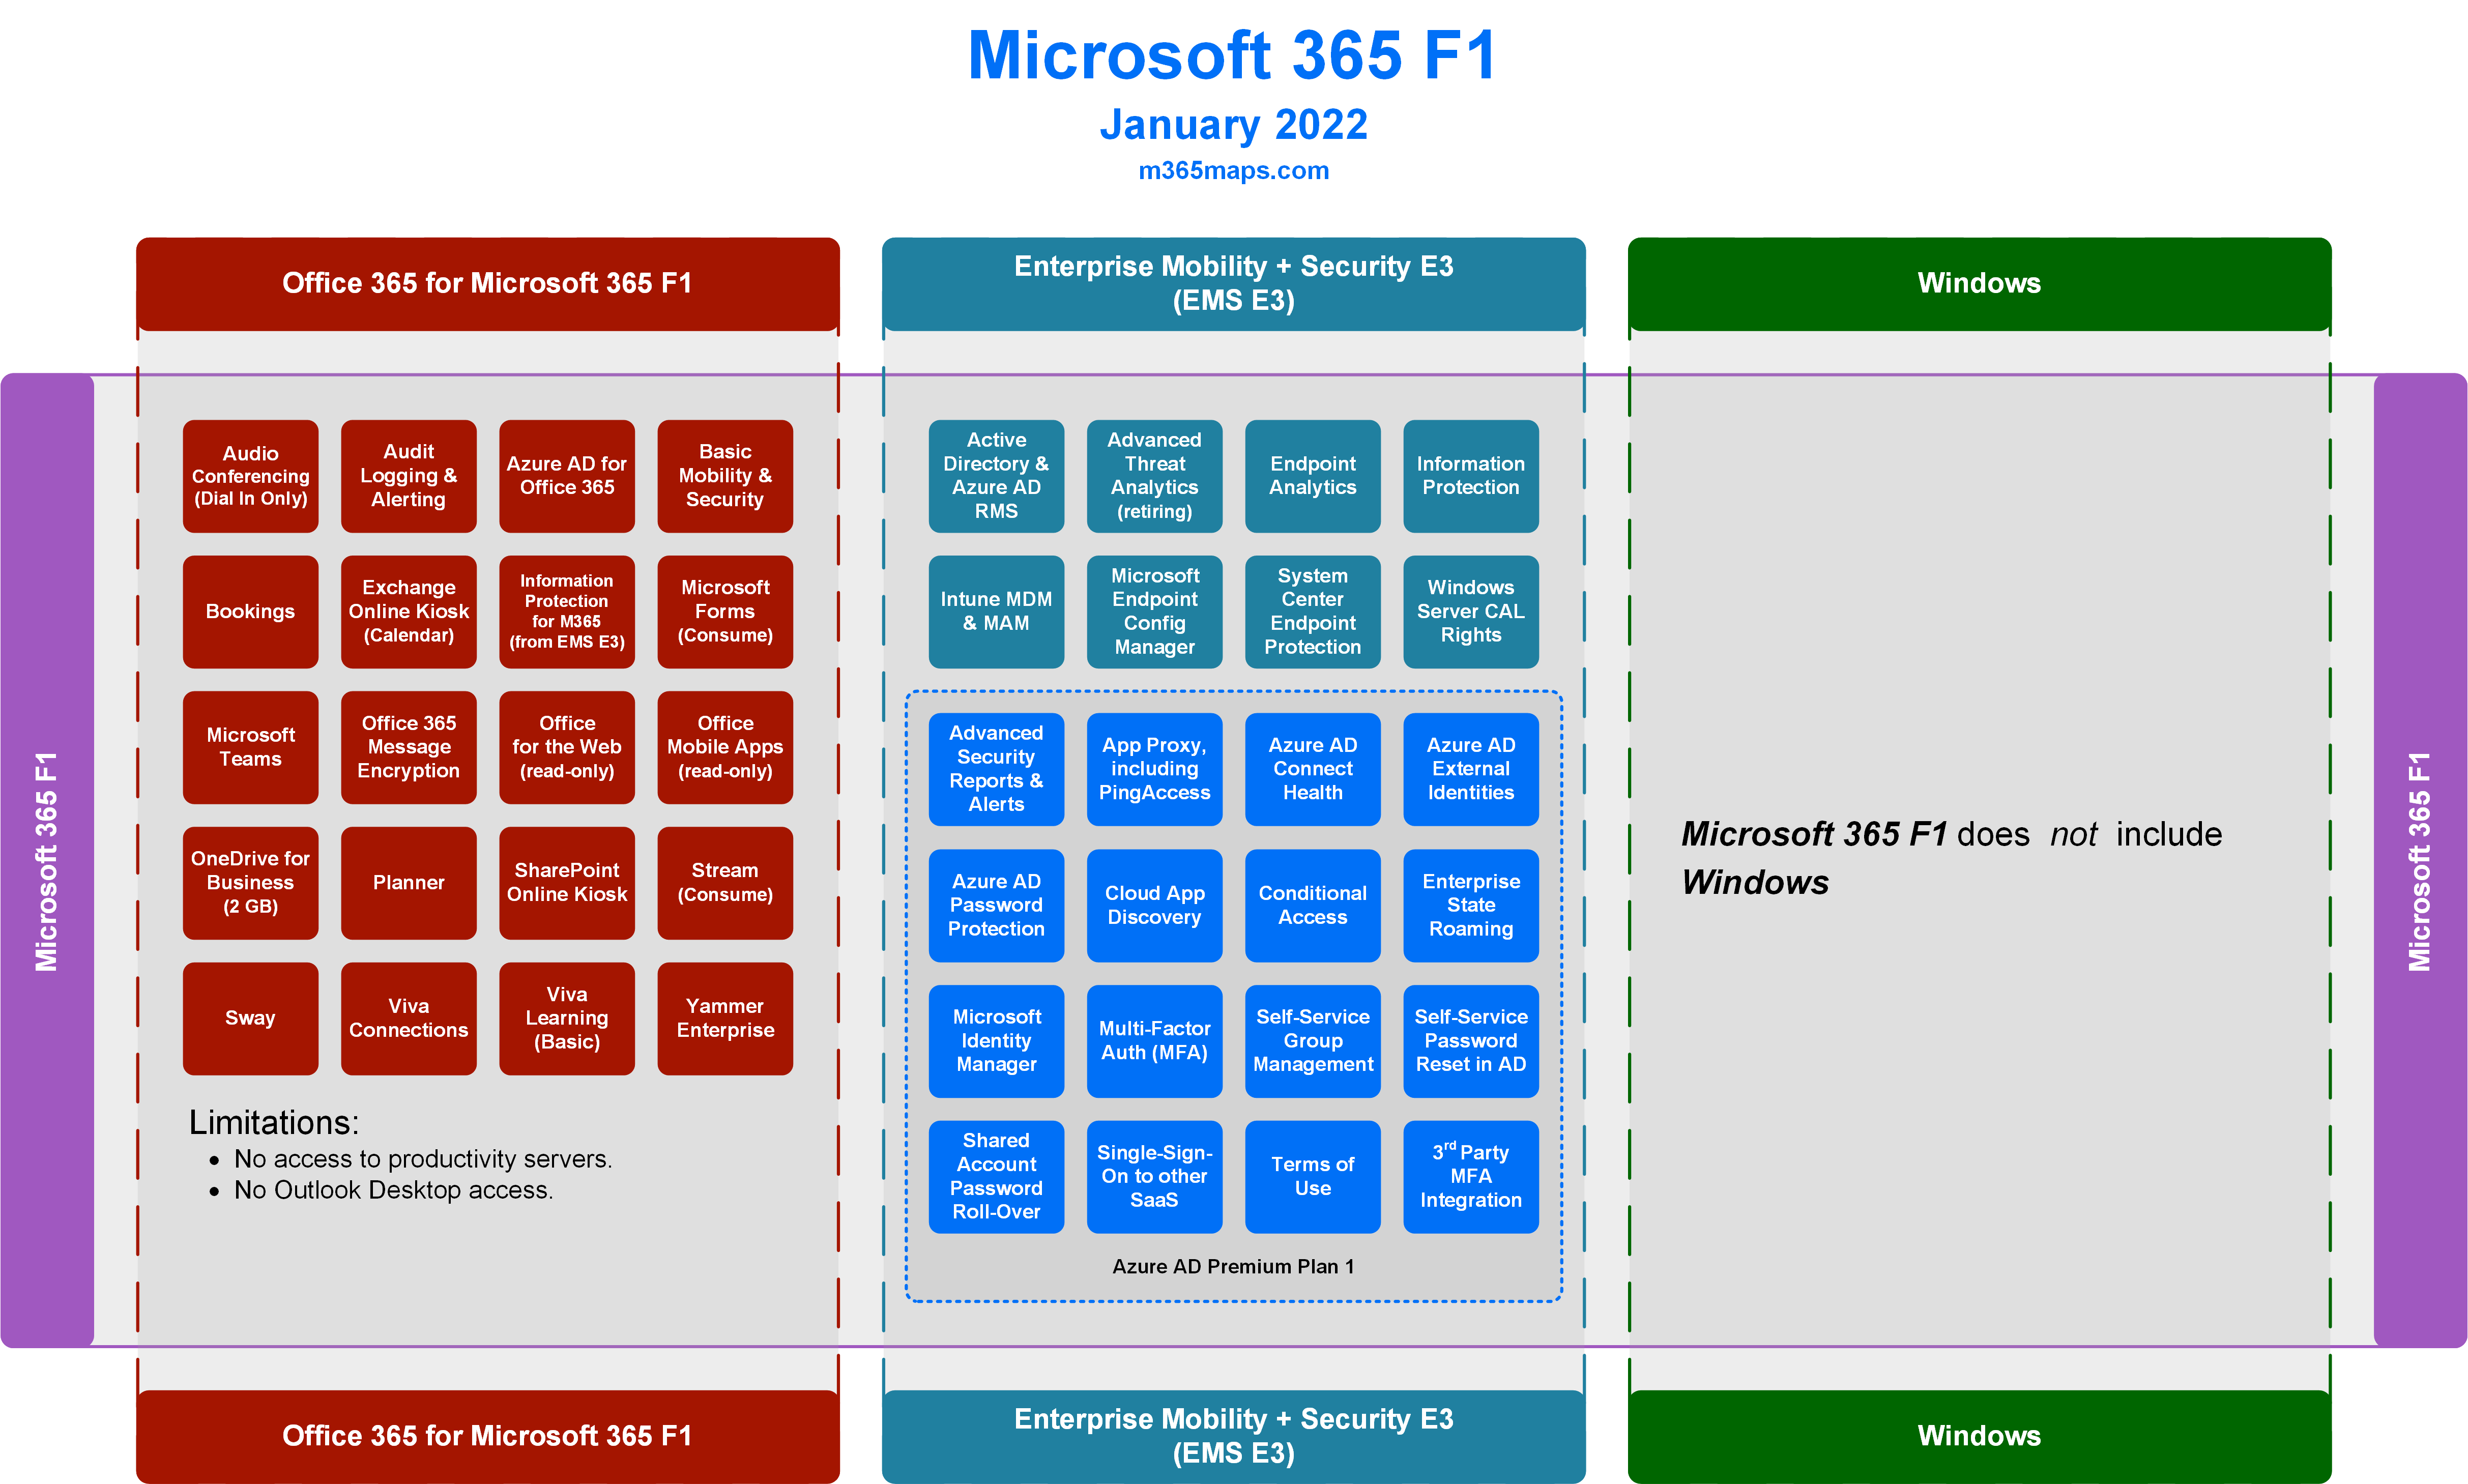 Microsoft 365 F1
January 2022
m365maps.com
Office 365 for Microsoft 365 F1
Enterprise Mobility + Security E3
(EMS E3)
Windows
Microsoft 365 F1
Audio
Conferencing
(Dial In Only)
Audit
Logging &
Alerting
Azure AD for
Office 365
Basic
Mobility &
Security
Bookings
Exchange
Online Kiosk
(Calendar)
Information
Protection
for M365
(from EMS E3)
Microsoft
Forms
(Consume)
Microsoft
Teams
Office 365
Message
Encryption
Office
for the Web
(read-only)
Office
Mobile Apps
(read-only)
OneDrive for
Business
(2 GB)
Planner
SharePoint
Online Kiosk
Stream
(Consume)
Sway
Viva
Connections
Viva
Learning
(Basic)
Yammer
Enterprise
Limitations:
• No access to productivity servers.
• No Outlook Desktop access.
Active
Directory &
Azure AD
RMS
Advanced
Threat
Analytics
(retiring)
Endpoint
Analytics
Information
Protection
Intune MDM
& MAM
Microsoft
Endpoint
Config
Manager
System
Center
Endpoint
Protection
Windows
Server CAL
Rights
Advanced
Security
Reports &
Alerts
App Proxy,
including
PingAccess
Azure AD
Connect
Health
Azure AD
External
Identities
Azure AD
Password
Protection
Cloud App
Discovery
Conditional
Access
Enterprise
State
Roaming
Microsoft
Identity
Manager
Multi-Factor
Auth (MFA)
Self-Service
Group
Management
Self-Service
Password
Reset in AD
Shared
Account
Password
Roll-Over
Single-Sign-
On to other
SaaS
Terms of
Use
3rd Party
MFA
Integration
Azure AD Premium Plan 1
Microsoft 365 F1 does not include
Windows
Microsoft 365 F1
Office 365 for Microsoft 365 F1
Enterprise Mobility + Security E3
(EMS E3)
Windows